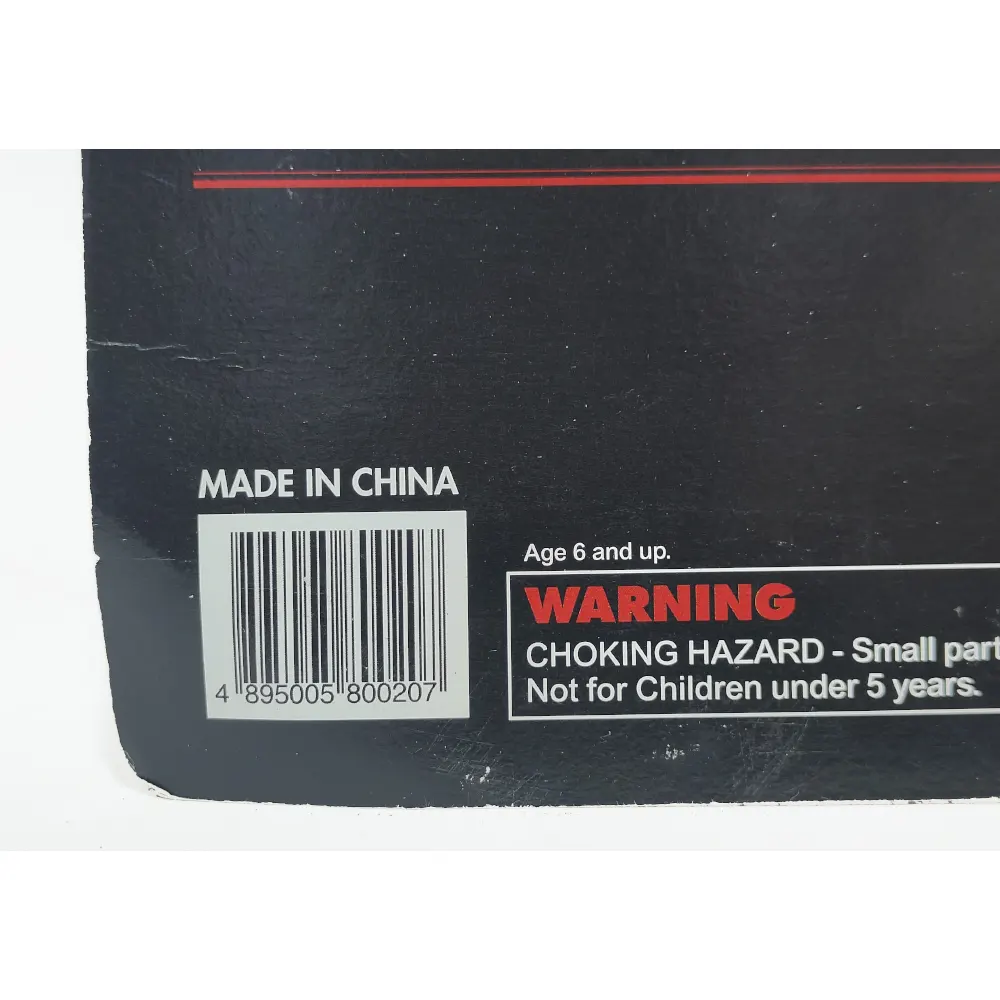 MADE IN CHINA
4 895005 800207
Age 6 and up.
WARNING
CHOKING HAZARD - Small part
Not for Children under 5 years.